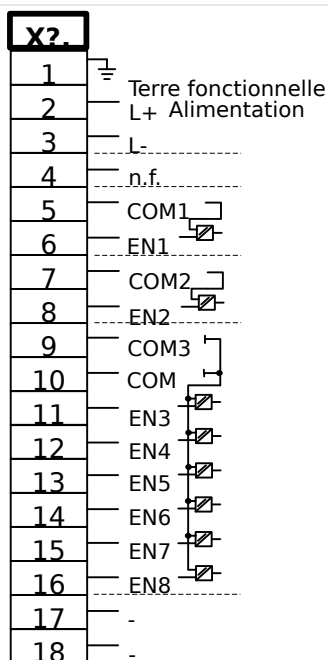 X?.
1
Terre fonctionnelle
2 L+ Alimentation
3 L-
4 n.f.
5 COM1
6 EN1
7 COM2
8 EN2
9 COM3
10 COM
11 EN3
12 EN4
13 EN5
14 EN6
15 EN7
16 EN8
17 -
18 -